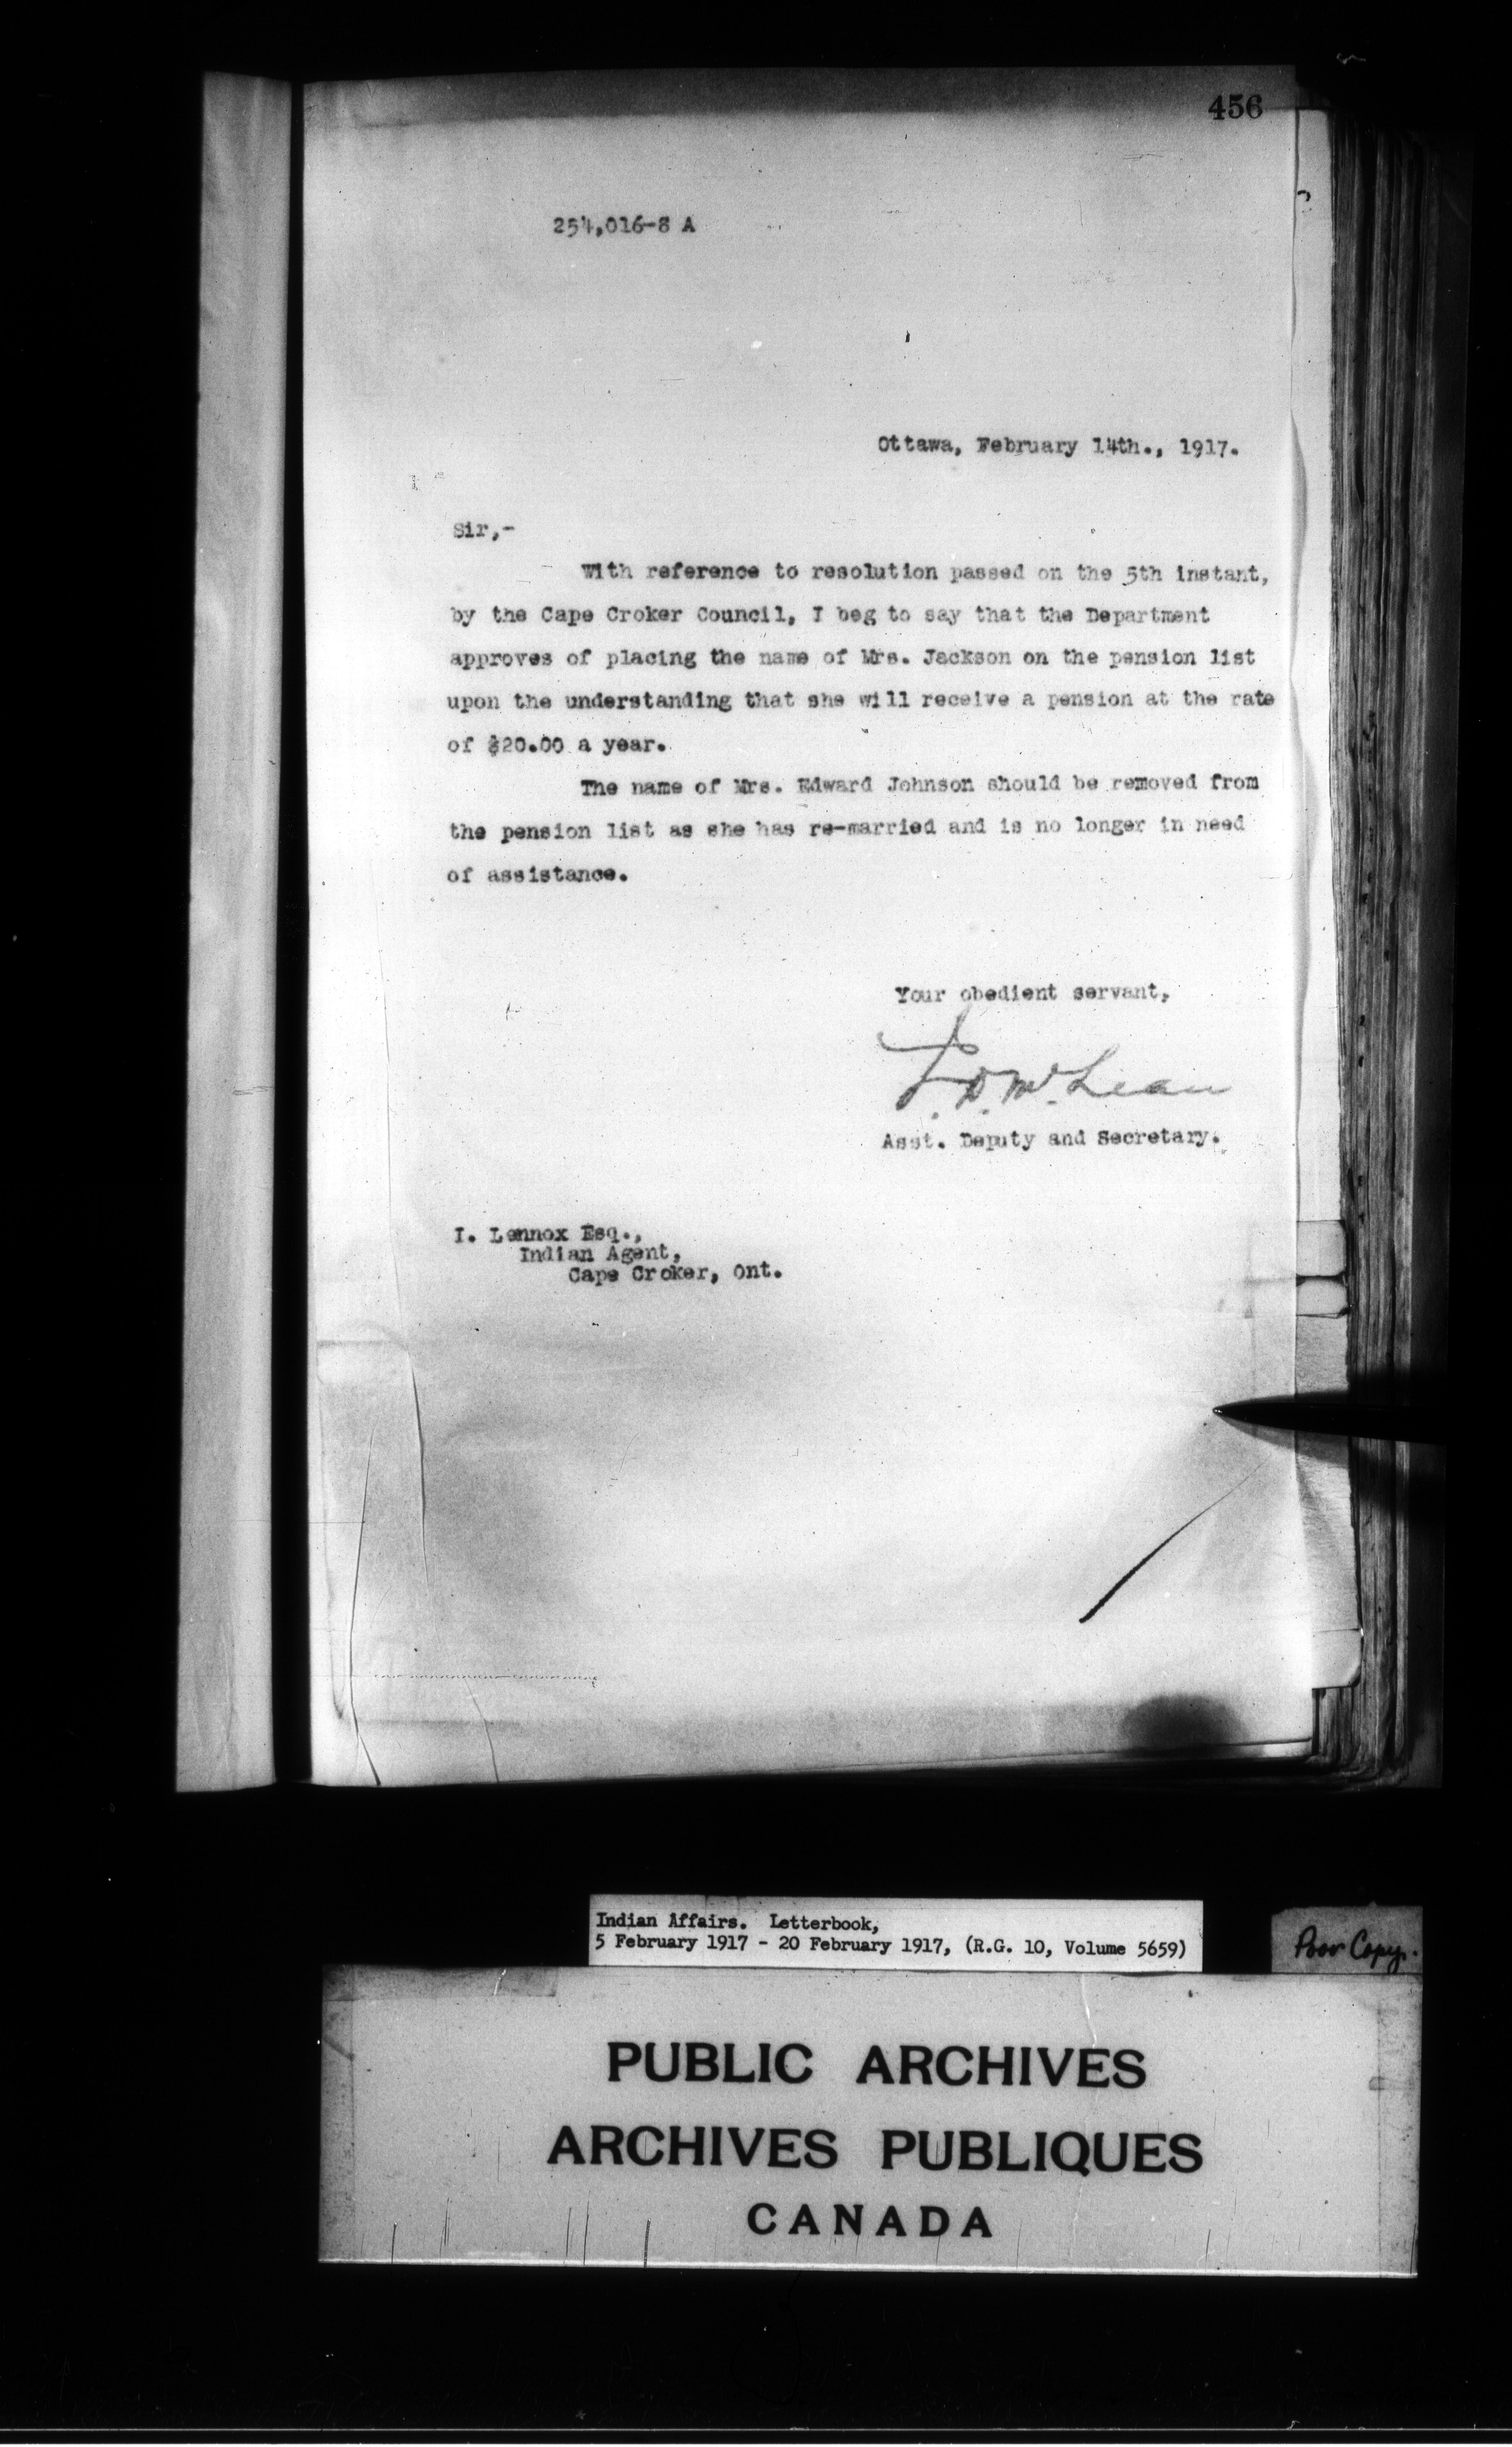 456
254,016-8 A
Ottawa, February 14th., 1917.
Sir,-
With reference to resolution passed on the 5th instant,
by the Cape Croker Council, I beg to say that the Department
approves of placing the name of Mrs. Jackson on the pension list
upon the understanding that she will receive a pension at the rate
of $20.00 a year.
The name of Mrs. Edward Johnson should be removed from
the pension list as she has re-married and is no longer in need
of assistance.
Your obedient servant,
J. D. McLean
Asst. Deputy and Secretary.
I. Lennox Esq.,
Indian Agent,
Cape Croker, Ont.
Indian Affairs. Letterbook,
5 February 1917 - 20 February 1917, (R.G. 10, Volume 5659)
Poor Copy.
PUBLIC ARCHIVES
ARCHIVES PUBLIQUES
CANADA